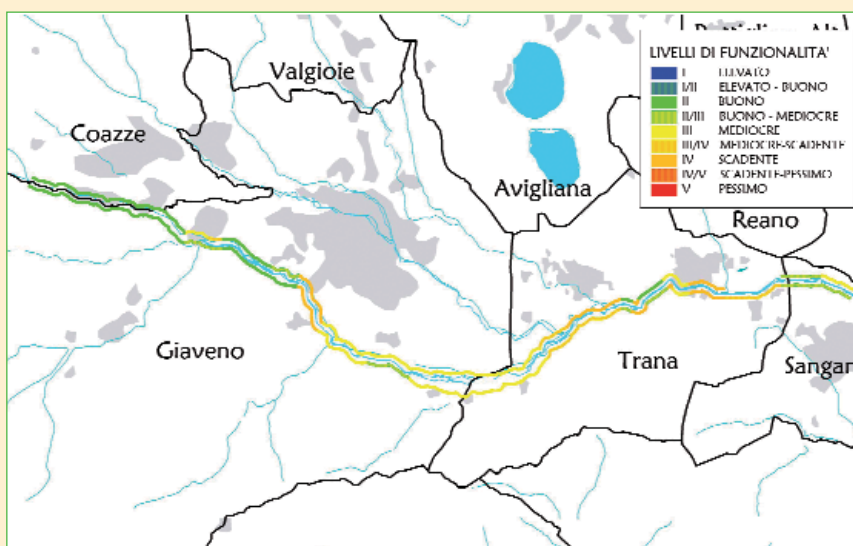 Valgioie
Coazze
Avigliana
Reano
Giaveno
Trana
Sangan
LIVELLI DI FUNZIONALITA'
I ELEVATO
I/II ELEVATO - BUONO
II BUONO
II/III BUONO - MEDIOCRE
III MEDIOCRE
III/IV MEDIOCRE-SCADENTE
IV SCADENTE
IV/V SCADENTE-PESSIMO
V PESSIMO